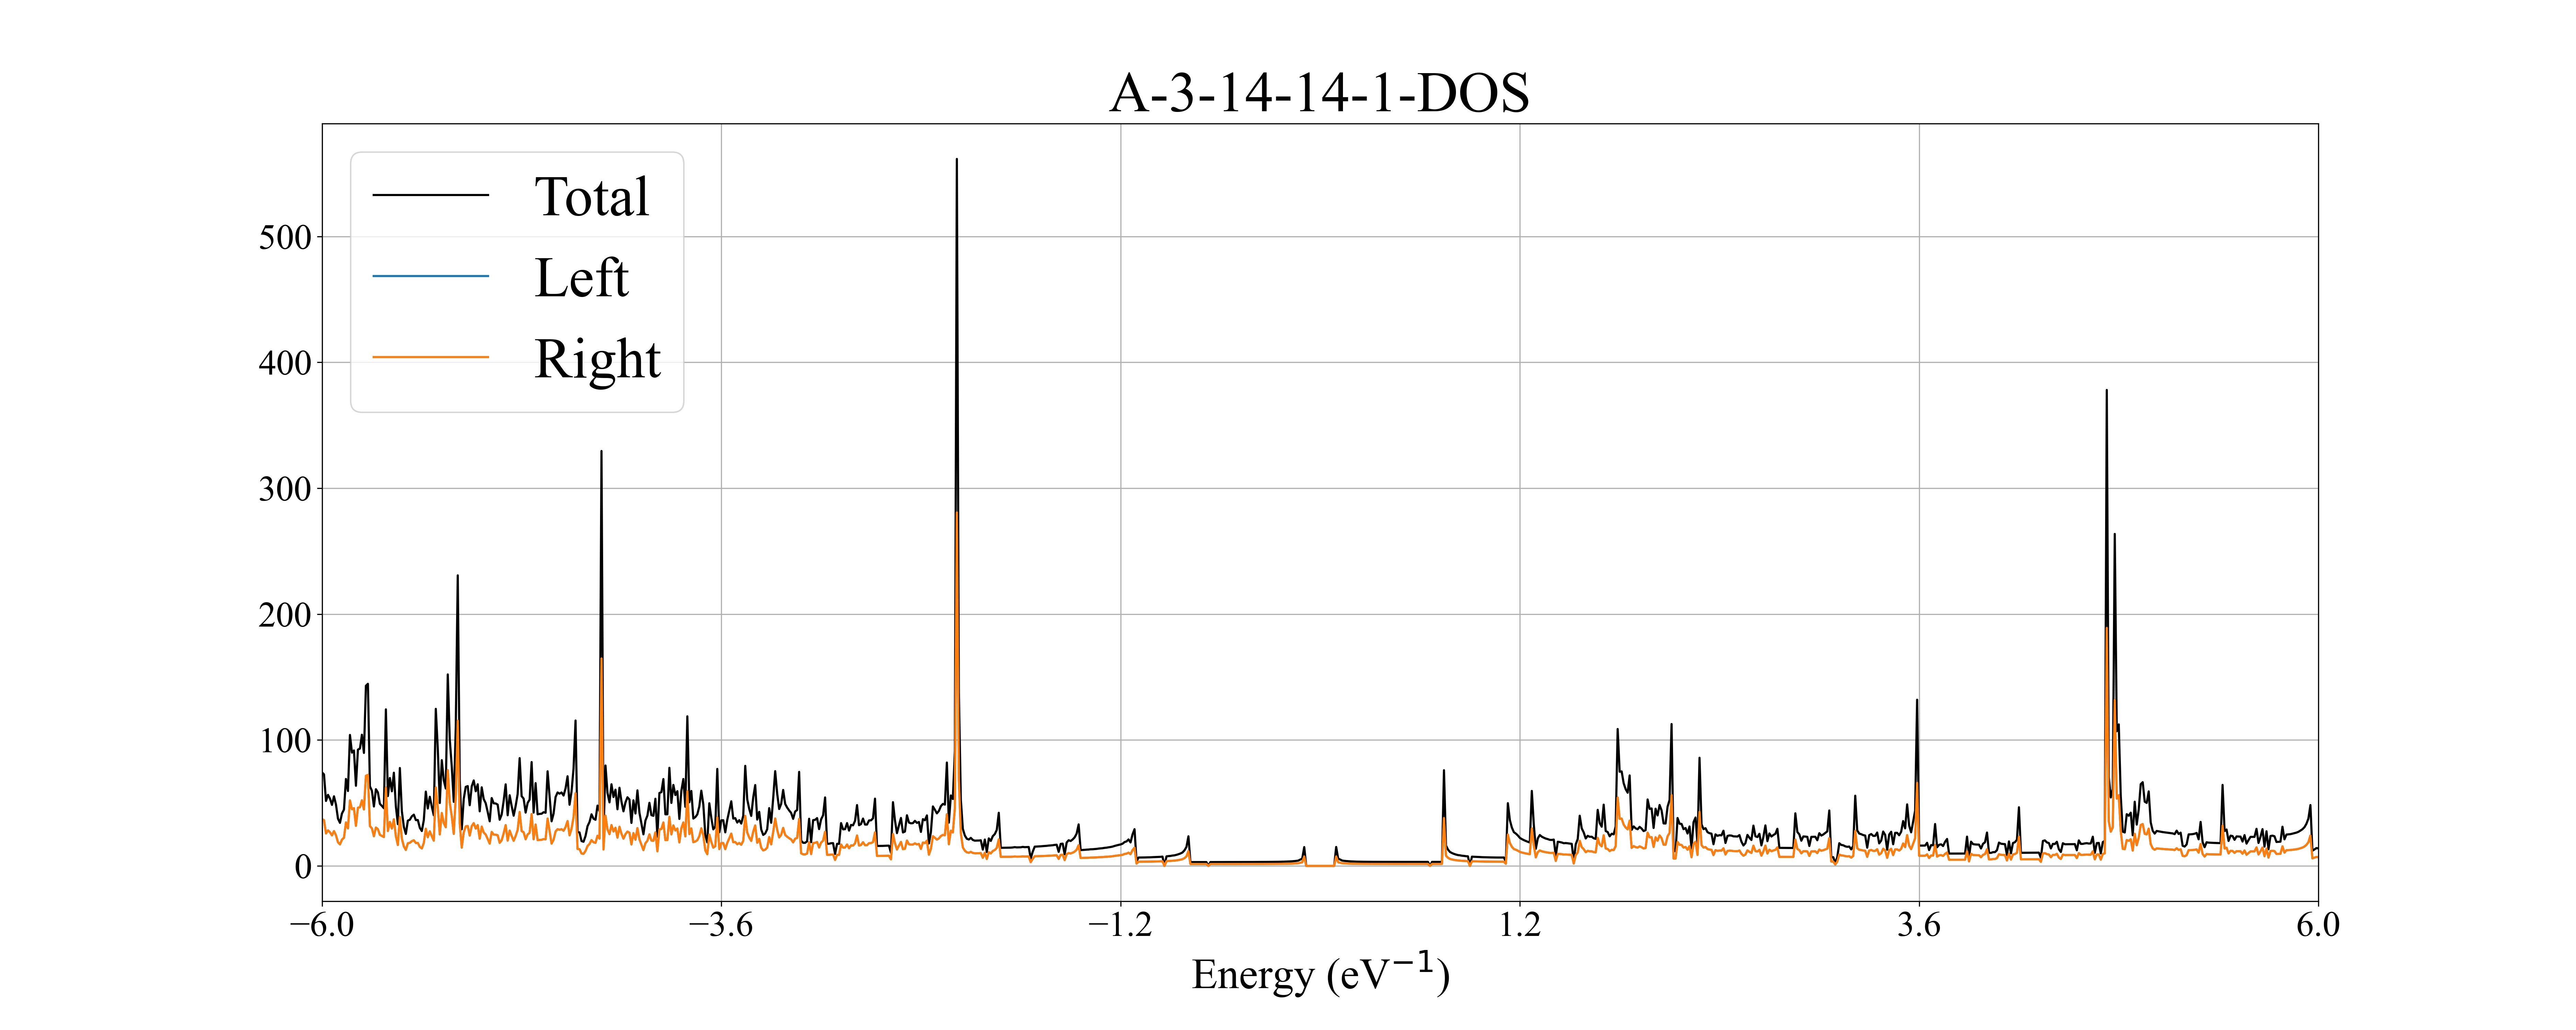 A-3-14-14-1-DOS
Total
Left
Right
500
400
300
200
100
0
−6.0 −3.6 −1.2 1.2 3.6 6.0
Energy (eV⁻¹)